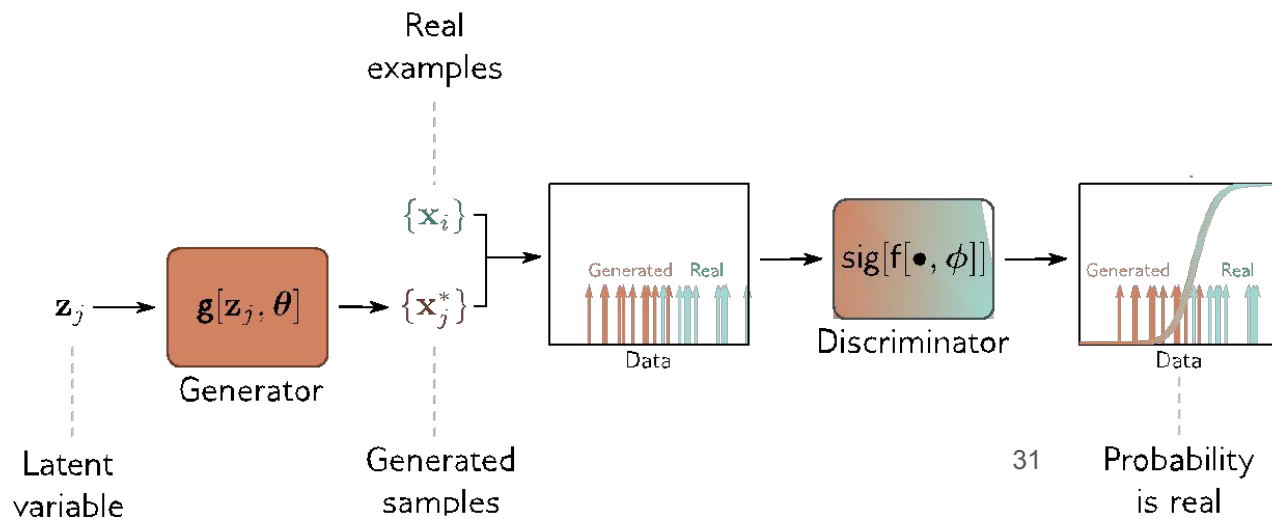 Real
examples
{x_i}
Generated Real
Generated Real
sig[f[•, ϕ]]
z_j
g[z_j, θ]
{x*_j}
Data
Discriminator
Data
Generator
Latent
variable
Generated
samples
31
Probability
is real